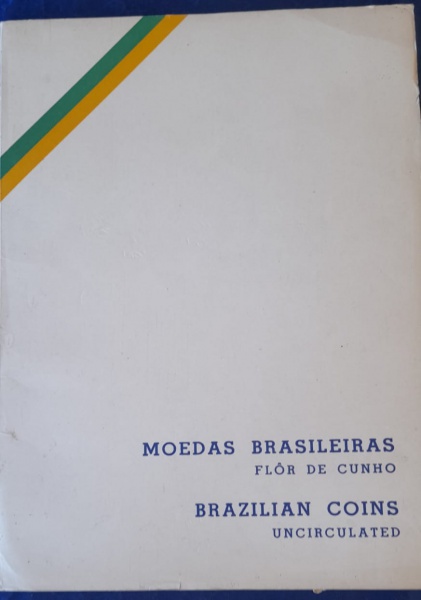 MOEDAS BRASILEIRAS
FLÔR DE CUNHO
BRAZILIAN COINS
UNCIRCULATED